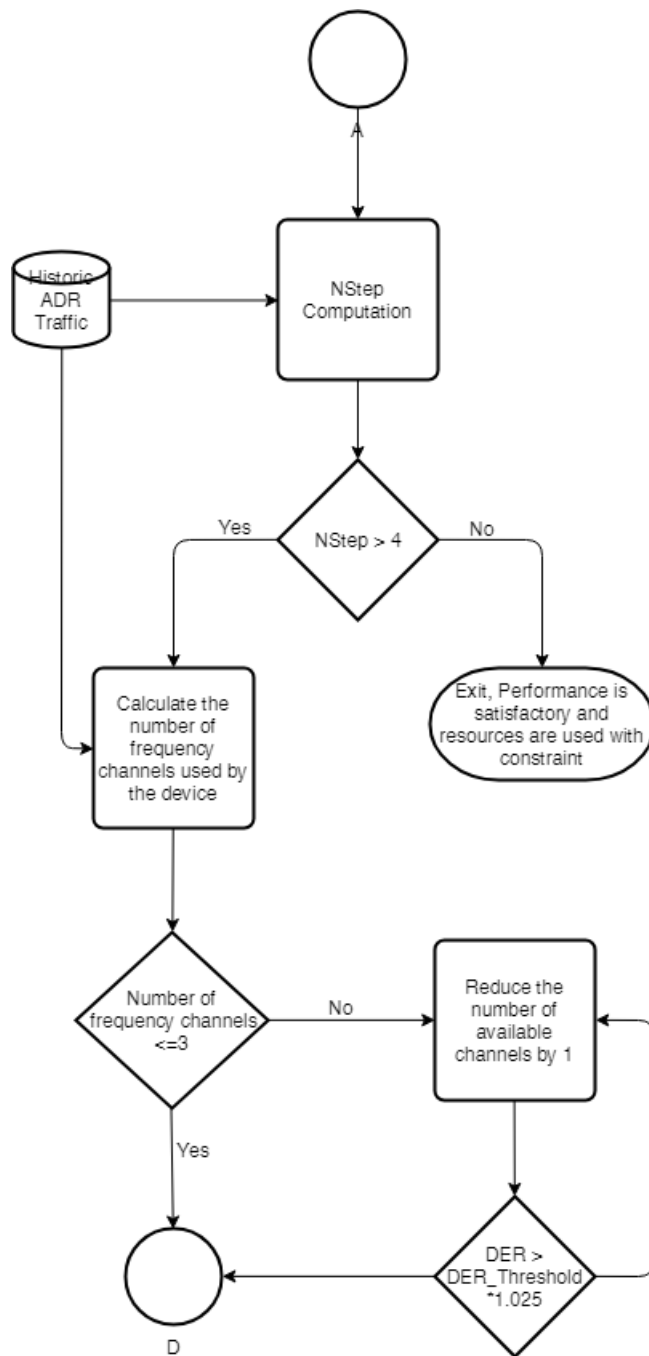 A
NStep
Computation
Historic
ADR
Traffic
Yes
NStep > 4
No
Calculate the
number of
frequency
channels used by
the device
Exit, Performance is
satisfactory and
resources are used with
constraint
Number of
frequency channels
<=3
No
Reduce the
number of
available
channels by 1
Yes
DER >
DER_Threshold
*1.025
D